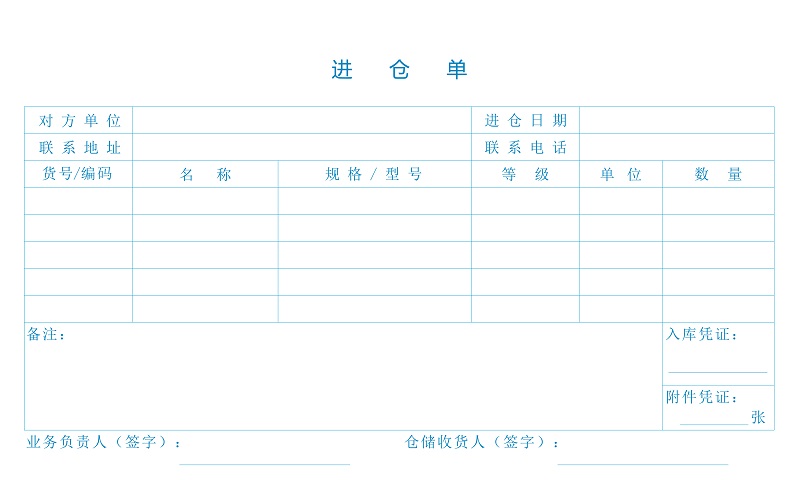 进 仓 单
对方单位 进仓日期
联系地址 联系电话
货号/编码 名 称 规格/型号 等 级 单 位 数 量
备注： 入库凭证：
附件凭证：
张
业务负责人（签字）： 仓储收货人（签字）：